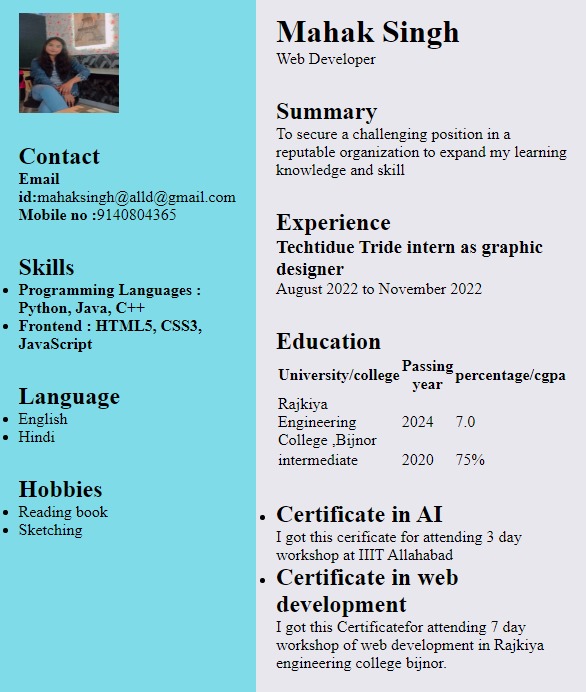 Contact
Email
id:mahaksingh@alld@gmail.com
Mobile no :9140804365
Skills
Programming Languages :
Python, Java, C++
Frontend : HTML5, CSS3,
JavaScript
Language
English
Hindi
Hobbies
Reading book
Sketching
Mahak Singh
Web Developer
Summary
To secure a challenging position in a
reputable organization to expand my learning
knowledge and skill
Experience
Techtidue Tride intern as graphic
designer
August 2022 to November 2022
Education
University/college Passing year percentage/cgpa
Rajkiya
Engineering
College ,Bijnor 2024 7.0
intermediate 2020 75%
Certificate in AI
I got this cerificate for attending 3 day
workshop at IIIT Allahabad
Certificate in web
development
I got this Certificatefor attending 7 day
workshop of web development in Rajkiya
engineering college bijnor.